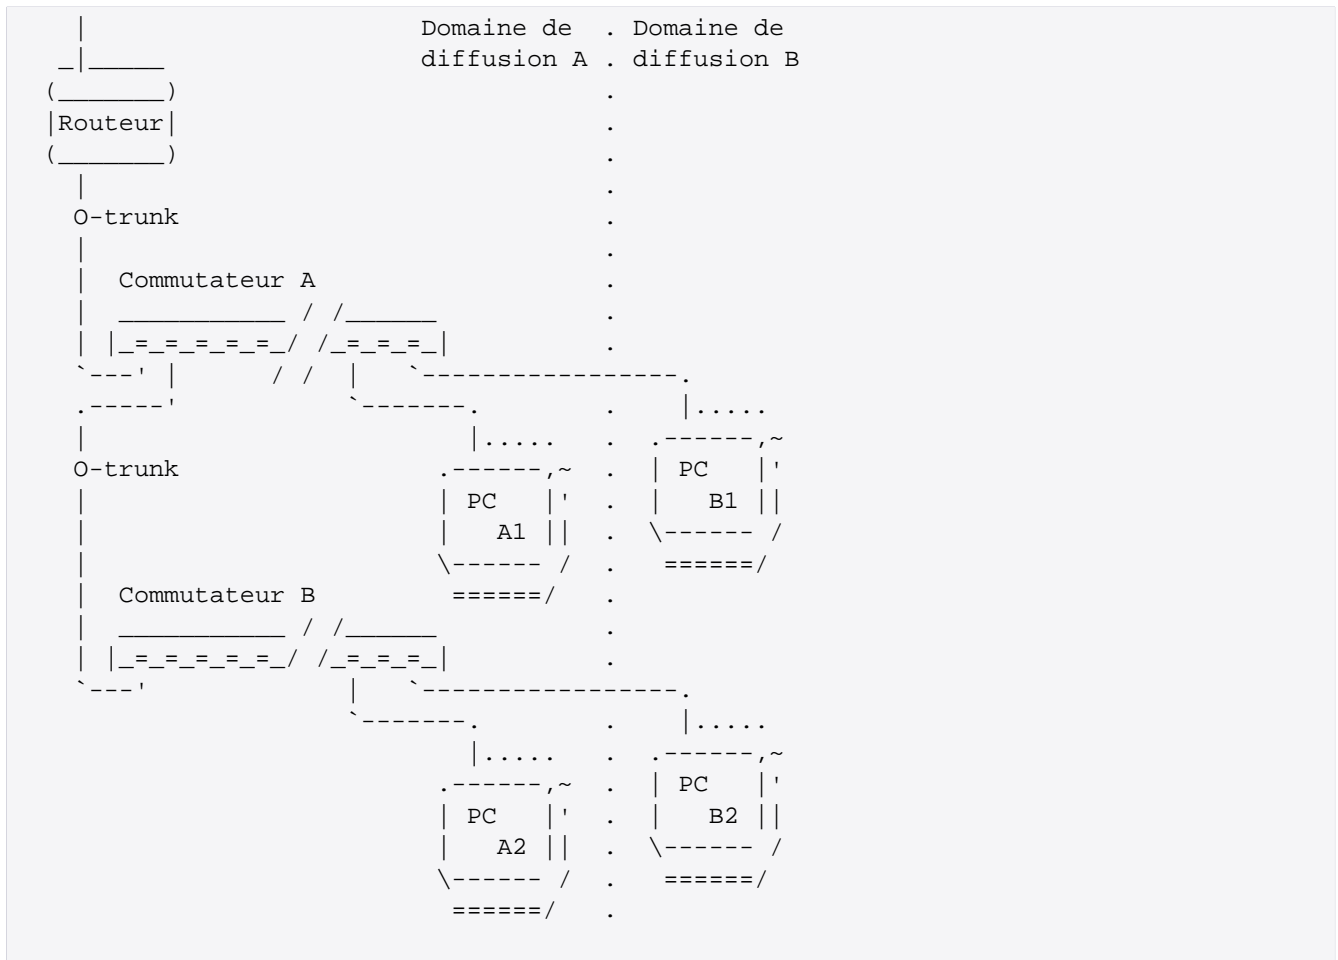 Domaine de . Domaine de
diffusion A . diffusion B
Routeur
O-trunk
Commutateur A
O-trunk
PC
PC B1
A1
Commutateur B
PC
PC B2
A2